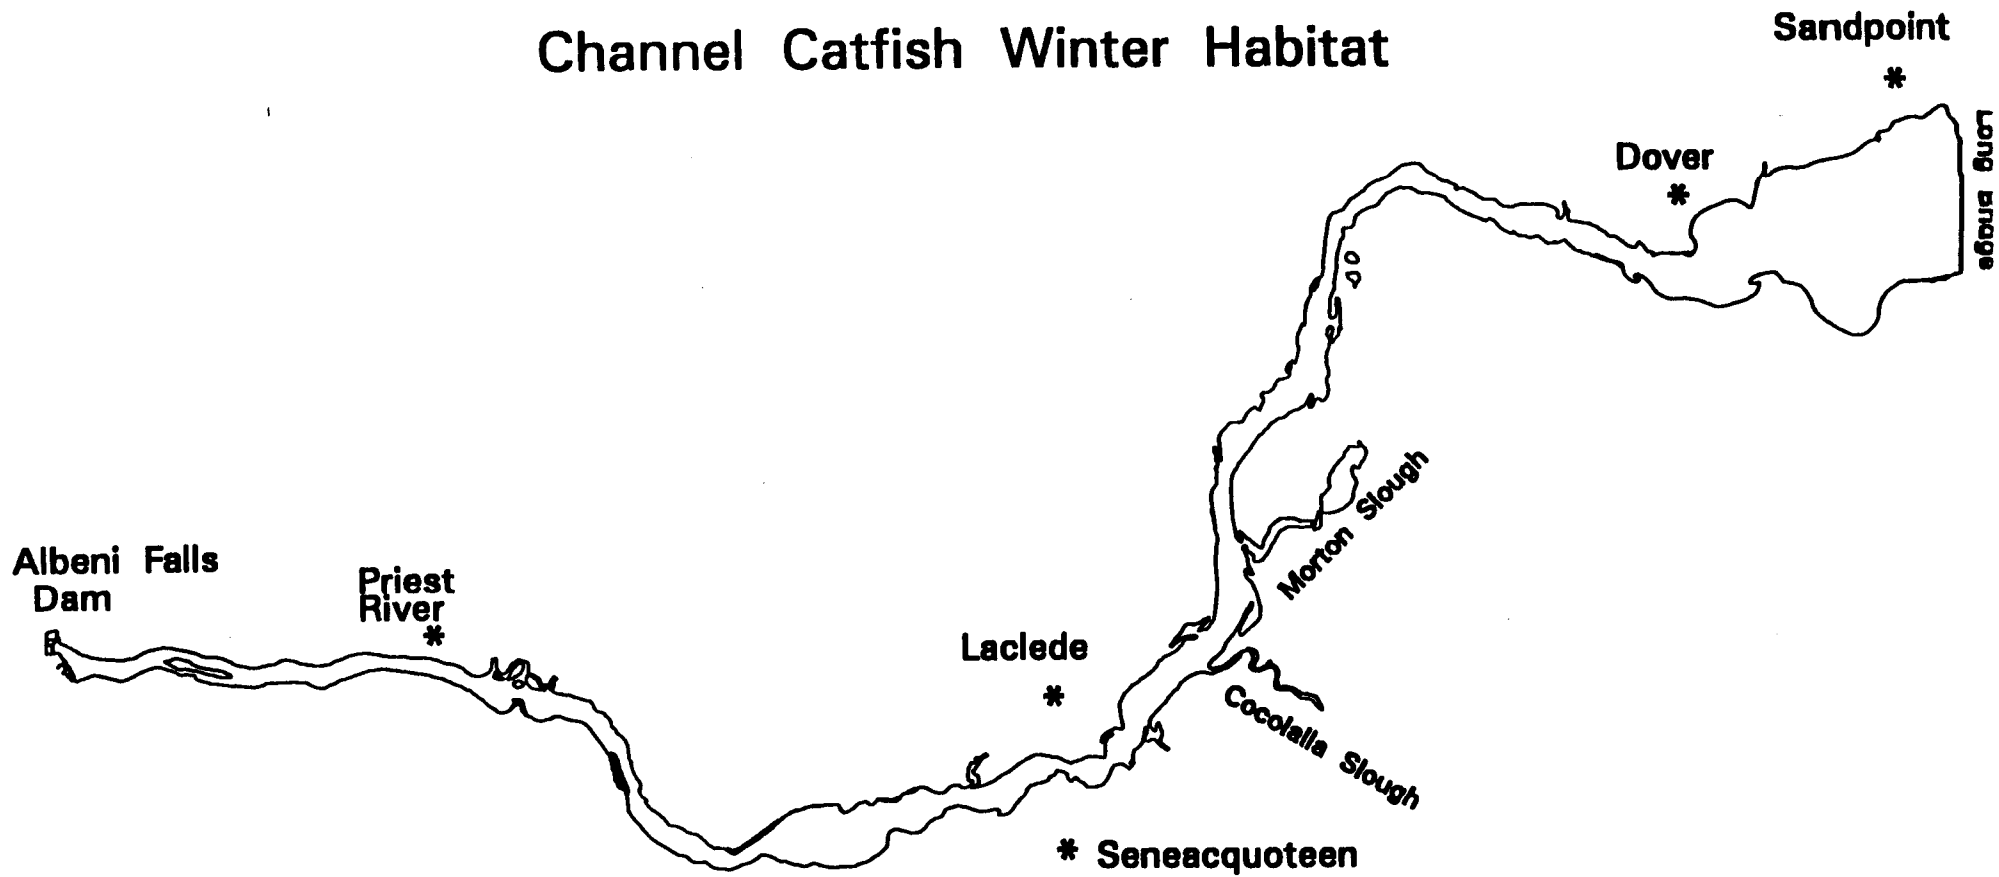 Channel Catfish Winter Habitat
Sandpoint
*
Long Bridge
Dover
*
Morton Slough
Albeni Falls
Dam
Priest
River
*
Laclede
*
Cocolalla Slough
* Seneacquoteen